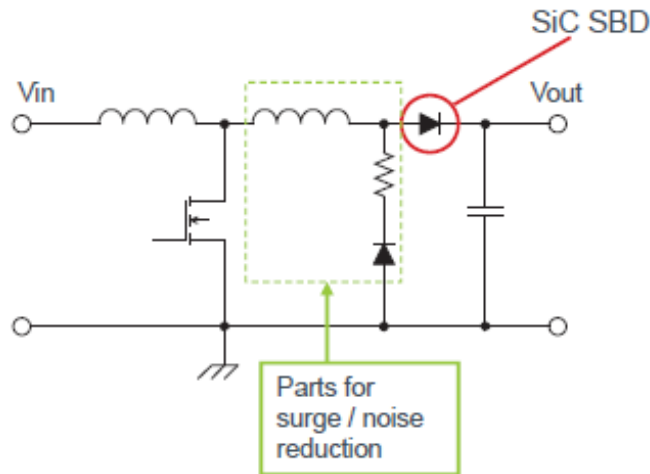 SiC SBD
Vin
Vout
Parts for
surge / noise
reduction